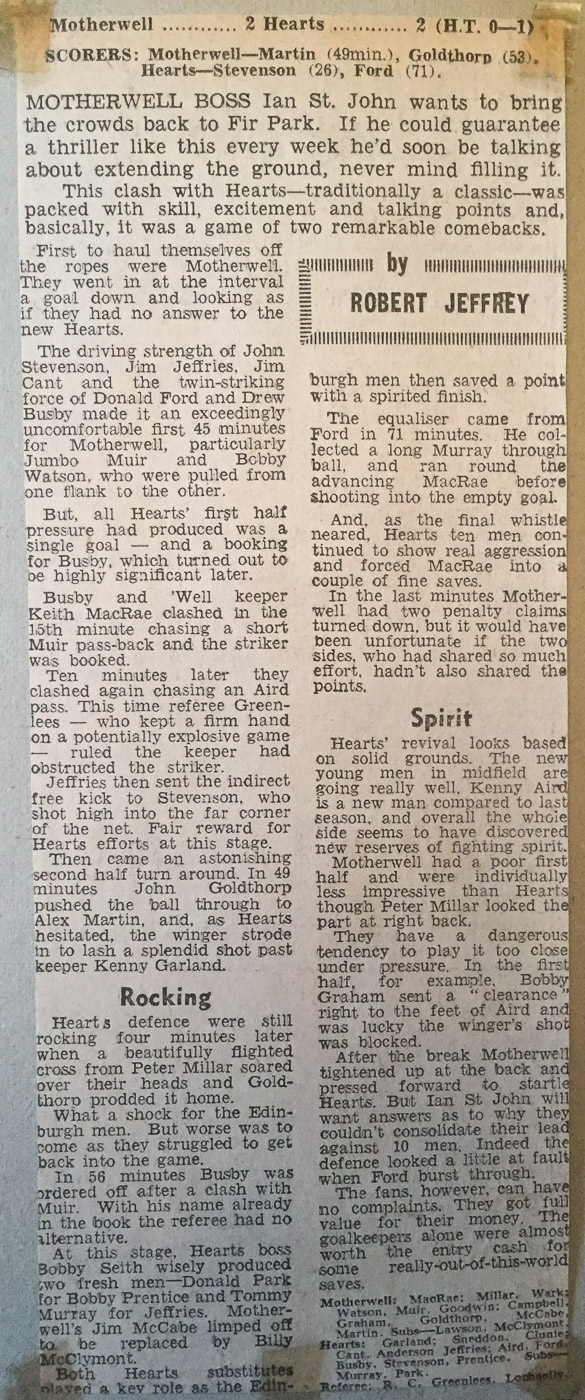 Motherwell ............ 2 Hearts ............ 2 (H.T. 0—1)
SCORERS: Motherwell—Martin (49min.), Goldthorp (53).
Hearts—Stevenson (26), Ford (71).
MOTHERWELL BOSS Ian St. John wants to bring
the crowds back to Fir Park. If he could guarantee
a thriller like this every week he'd soon be talking
about extending the ground, never mind filling it.
This clash with Hearts—traditionally a classic—was
packed with skill, excitement and talking points and,
basically, it was a game of two remarkable comebacks.
First to haul themselves off
the ropes were Motherwell.
They went in at the interval
a goal down and looking as
if they had no answer to the
new Hearts.
The driving strength of John
Stevenson, Jim Jeffries, Jim
Cant and the twin-striking
force of Donald Ford and Drew
Busby made it an exceedingly
uncomfortable first 45 minutes
for Motherwell, particularly
Jumbo Muir and Bobby
Watson, who were pulled from
one flank to the other.
But, all Hearts' first half
pressure had produced was a
single goal — and a booking
for Busby, which turned out to
be highly significant later.
Busby and 'Well keeper
Keith MacRae clashed in the
15th minute chasing a short
Muir pass-back and the striker
was booked.
Ten minutes later they
clashed again chasing an Aird
pass. This time referee Green-
lees — who kept a firm hand
on a potentially explosive game
— ruled the keeper had
obstructed the striker.
Jeffries then sent the indirect
free kick to Stevenson, who
shot high into the far corner
of the net. Fair reward for
Hearts efforts at this stage.
Then came an astonishing
second half turn around. In 49
minutes John Goldthorp
pushed the ball through to
Alex Martin, and, as Hearts
hesitated, the winger strode
in to lash a splendid shot past
keeper Kenny Garland.
Rocking
Hearts defence were still
rocking four minutes later
when a beautifully flighted
cross from Peter Millar soared
over their heads and Gold-
thorp prodded it home.
What a shock for the Edin-
burgh men. But worse was to
come as they struggled to get
back into the game.
In 56 minutes Busby was
ordered off after a clash with
Muir. With his name already
in the book the referee had no
alternative.
At this stage, Hearts boss
Bobby Seith wisely produced
two fresh men—Donald Park
for Bobby Prentice and Tommy
Murray for Jeffries. Mother-
well's Jim McCabe limped off
to be replaced by Billy
McClymont.
Both Hearts substitutes
played a key role as the Edin-
by
ROBERT JEFFREY
burgh men then saved a point
with a spirited finish.
The equaliser came from
Ford in 71 minutes. He col-
lected a long Murray through
ball, and ran round the
advancing MacRae before
shooting into the empty goal.
And, as the final whistle
neared, Hearts ten men con-
tinued to show real aggression
and forced MacRae into a
couple of fine saves.
In the last minutes Mother-
well had two penalty claims
turned down, but it would have
been unfortunate if the two
sides, who had shared so much
effort, hadn't also shared the
points.
Spirit
Hearts' revival looks based
on solid grounds. The new
young men in midfield are
going really well, Kenny Aird
is a new man compared to last
season, and overall the whole
side seems to have discovered
new reserves of fighting spirit.
Motherwell had a poor first
half and were individually
less impressive than Hearts
though Peter Millar looked the
part at right back.
They have a dangerous
tendency to play it too close
under pressure. In the first
half, for example, Bobby
Graham sent a "clearance"
right to the feet of Aird and
was lucky the winger's shot
was blocked.
After the break Motherwell
tightened up at the back and
pressed forward to startle
Hearts. But Ian St John will
want answers as to why they
couldn't consolidate their lead
against 10 men. Indeed the
defence looked a little at fault
when Ford burst through.
The fans, however, can have
no complaints. They got full
value for their money. The
goalkeepers alone were almost
worth the entry cash for
some really-out-of-this-world
saves.
Motherwell: MacRae; Millar, Wark;
Watson, Muir, Goodwin; Campbell,
Graham, Goldthorp, McCabe,
Martin. Subs—Lawson, McClymont.
Hearts: Garland; Sneddon, Clunie;
Cant, Anderson Jeffries; Aird, Ford,
Busby, Stevenson, Prentice. Subs—
Murray, Park.
Referee: R. C. Greenlees, Lochgelly.